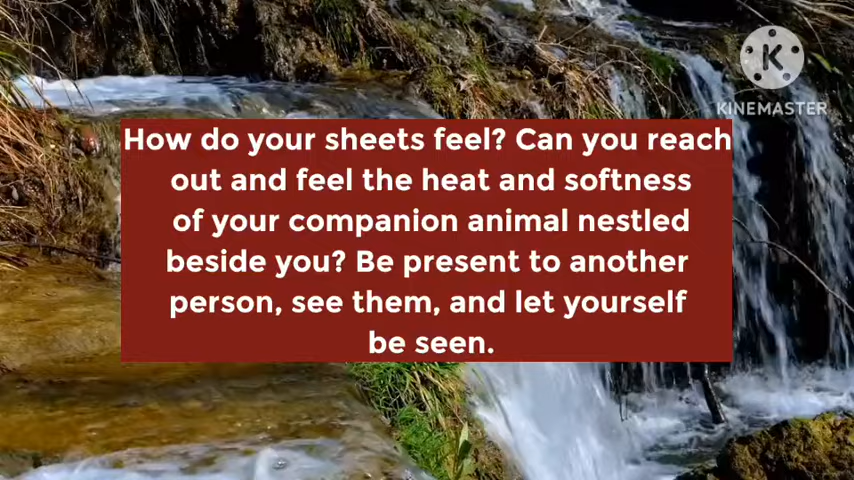 K
KINEMASTER
How do your sheets feel? Can you reach
out and feel the heat and softness
of your companion animal nestled
beside you? Be present to another
person, see them, and let yourself
be seen.